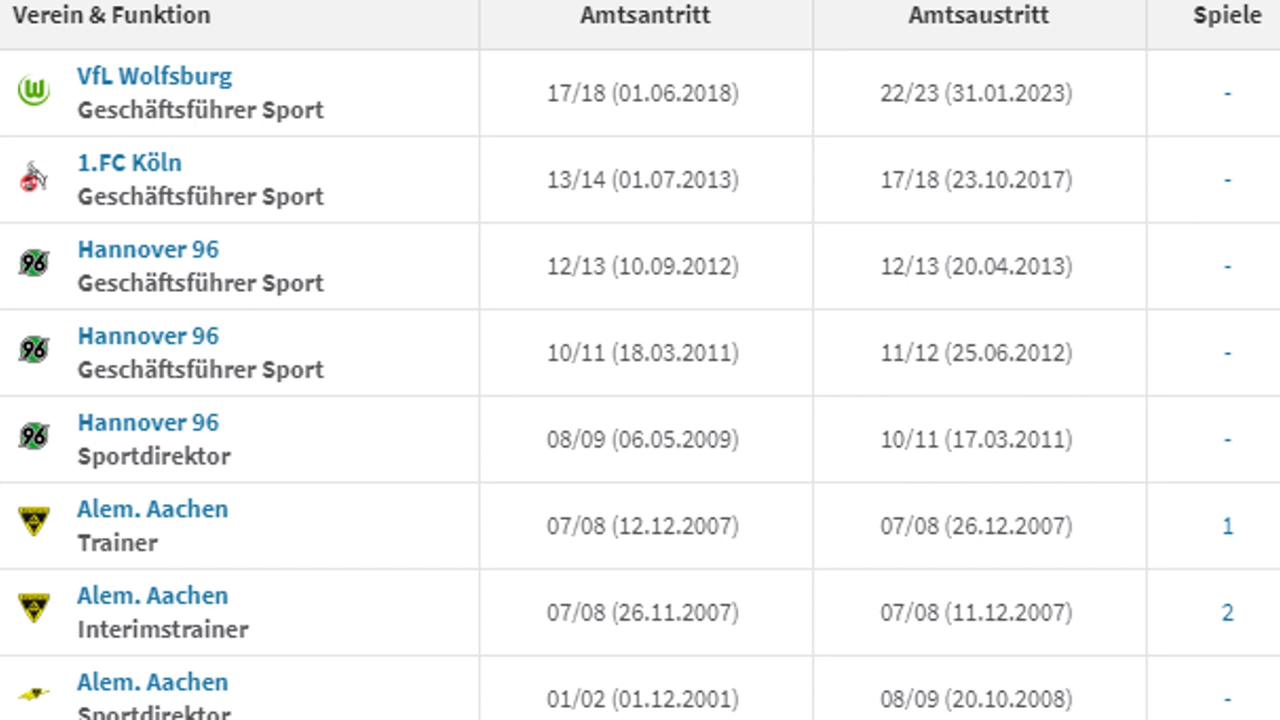 Verein & Funktion Amtsantritt Amtsaustritt Spiele
VfL Wolfsburg
Geschäftsführer Sport 17/18 (01.06.2018) 22/23 (31.01.2023) -
1.FC Köln
Geschäftsführer Sport 13/14 (01.07.2013) 17/18 (23.10.2017) -
96 Hannover 96
Geschäftsführer Sport 12/13 (10.09.2012) 12/13 (20.04.2013) -
96 Hannover 96
Geschäftsführer Sport 10/11 (18.03.2011) 11/12 (25.06.2012) -
96 Hannover 96
Sportdirektor 08/09 (06.05.2009) 10/11 (17.03.2011) -
Alem. Aachen
Trainer 07/08 (12.12.2007) 07/08 (26.12.2007) 1
Alem. Aachen
Interimstrainer 07/08 (26.11.2007) 07/08 (11.12.2007) 2
Alem. Aachen
Sportdirektor 01/02 (01.12.2001) 08/09 (20.10.2008) -